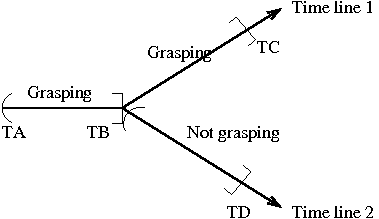 Time line 1
Grasping
TC
Grasping
TA
TB
Not grasping
TD
Time line 2